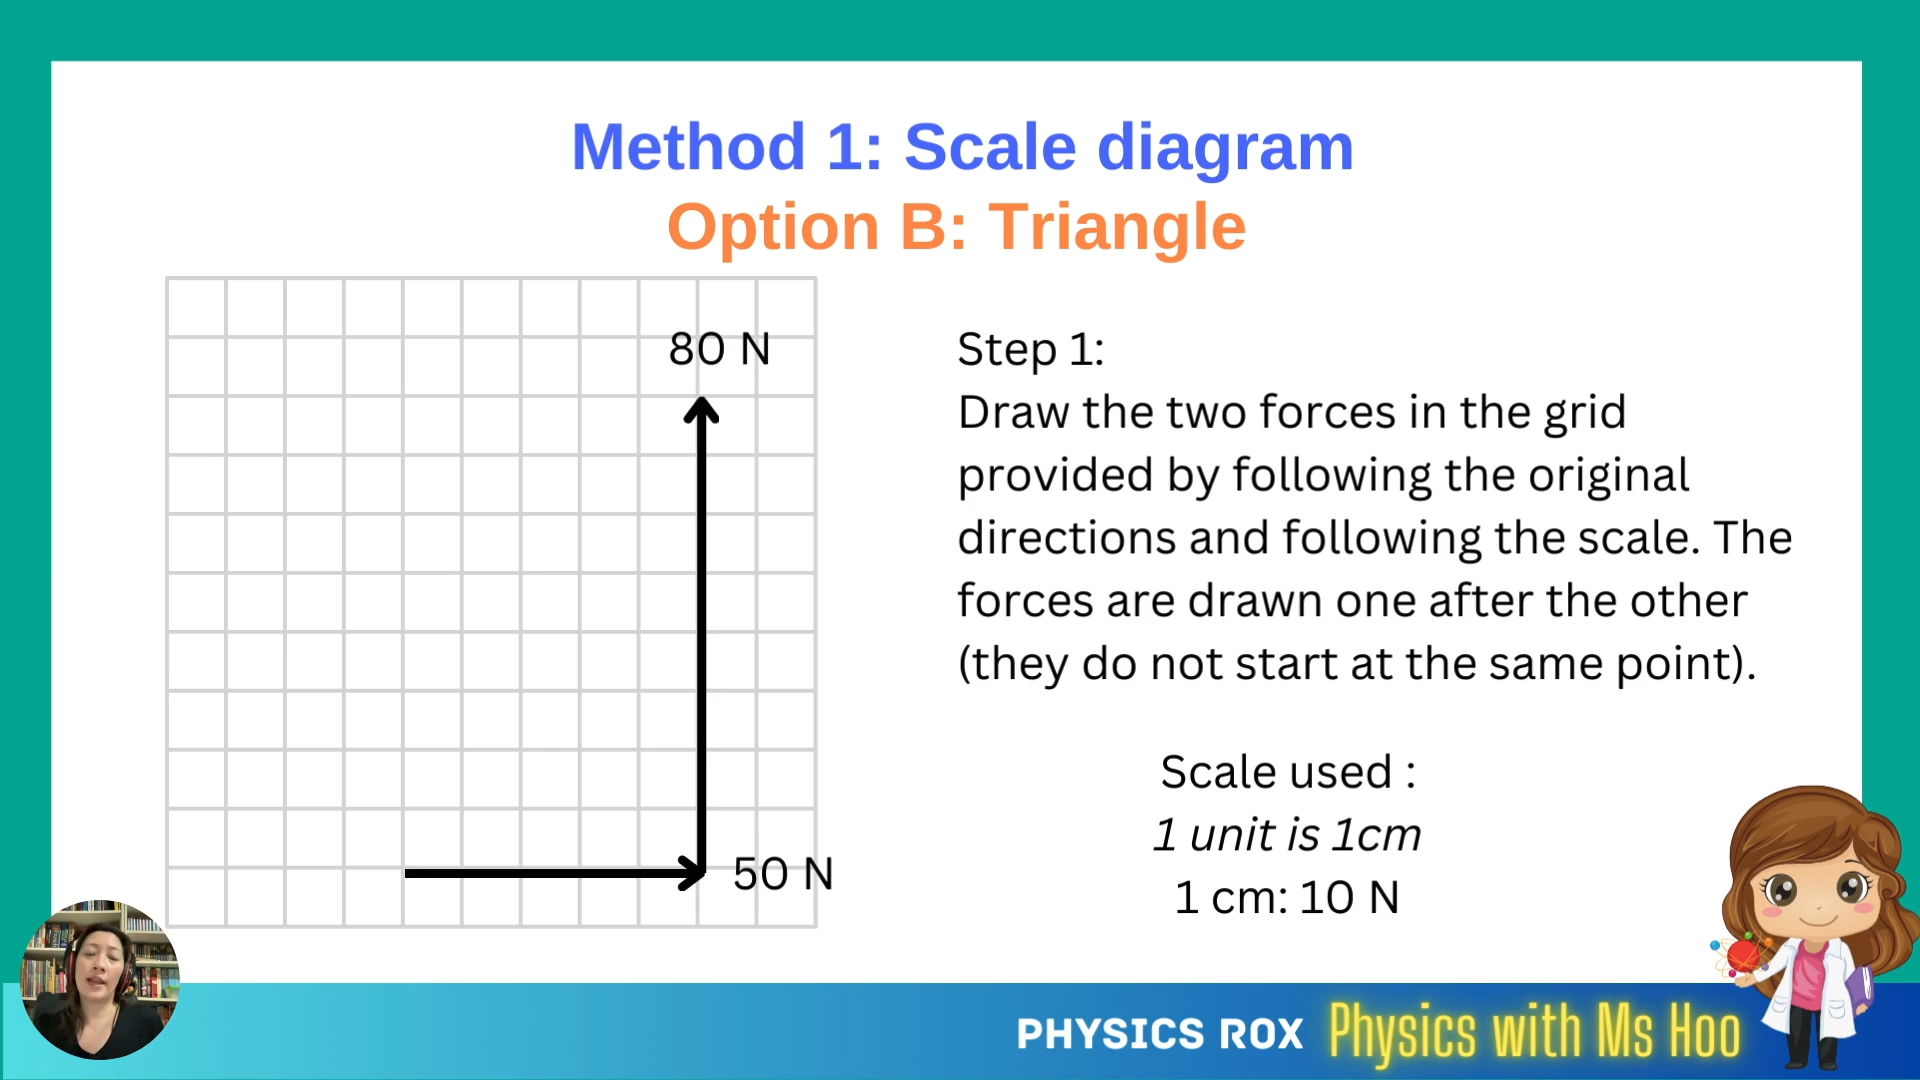 Method 1: Scale diagram
Option B: Triangle
80 N
50 N
Step 1:
Draw the two forces in the grid
provided by following the original
directions and following the scale. The
forces are drawn one after the other
(they do not start at the same point).
Scale used :
1 unit is 1cm
1 cm: 10 N
PHYSICS ROX Physics with Ms Hoo